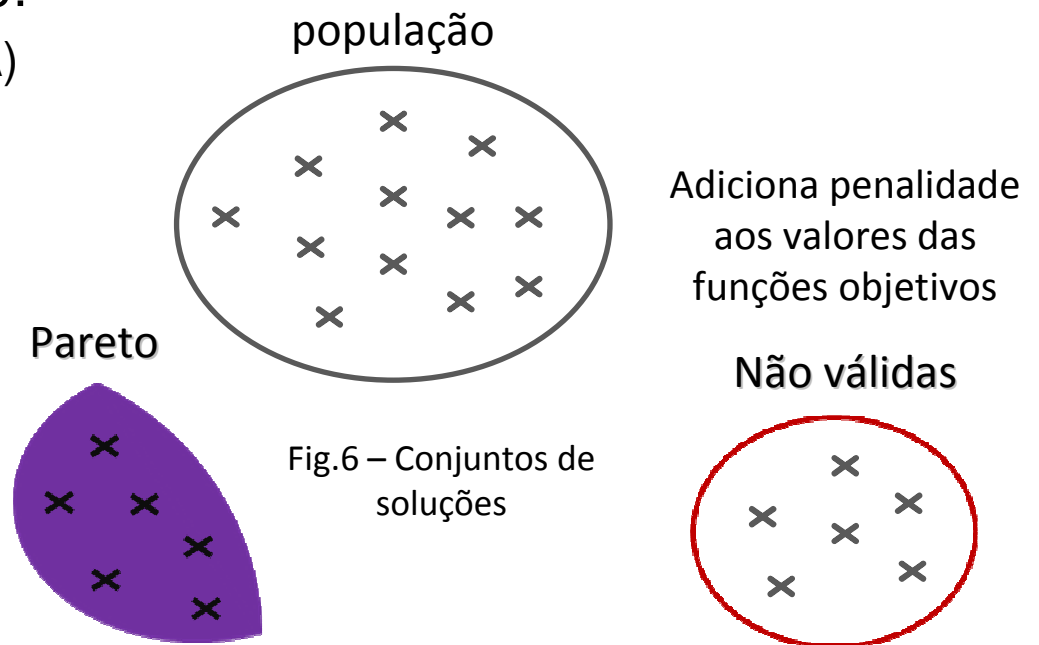 população
Adiciona penalidade
aos valores das
funções objetivos
Pareto
Não válidas
Fig.6 – Conjuntos de
soluções